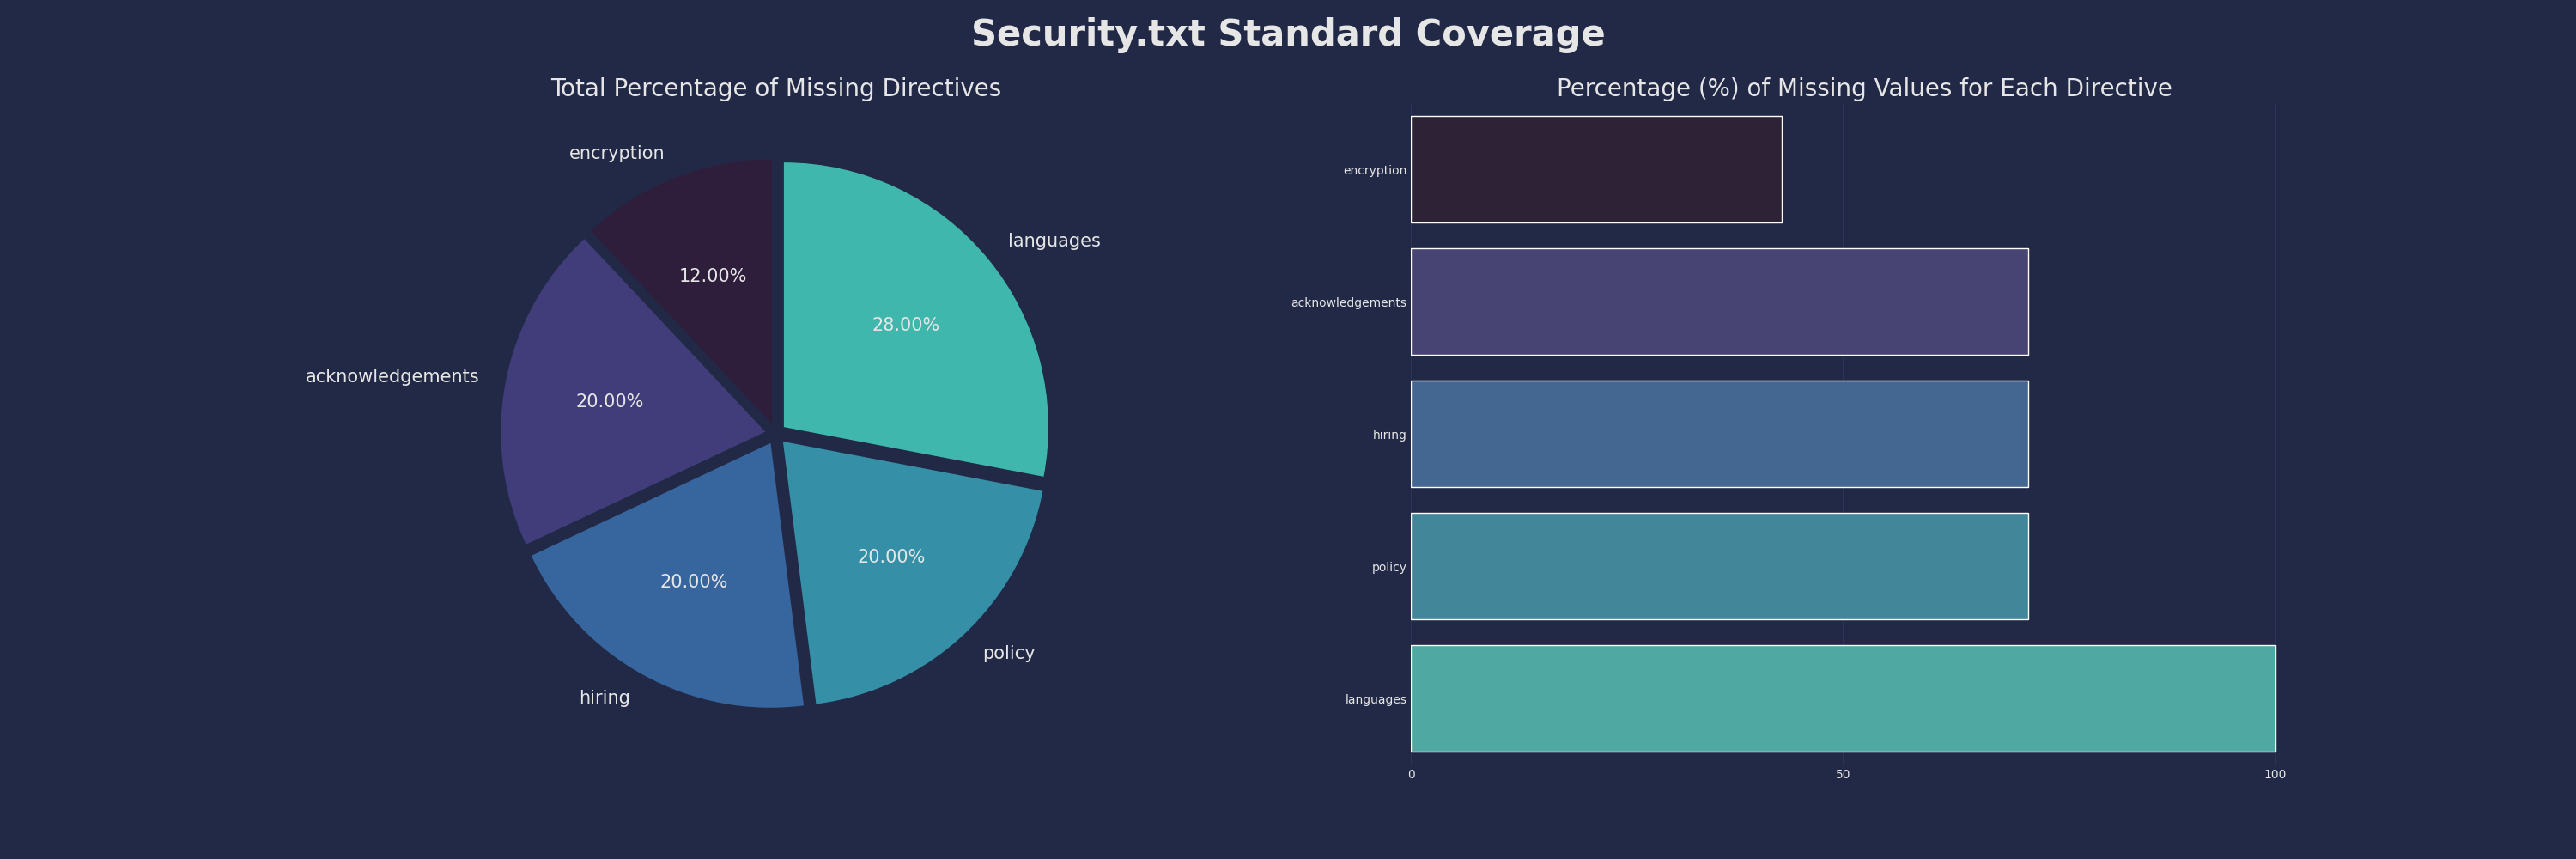 Security.txt Standard Coverage
Total Percentage of Missing Directives
encryption
languages
12.00%
28.00%
acknowledgements
20.00%
20.00%
20.00%
policy
hiring
Percentage (%) of Missing Values for Each Directive
encryption
acknowledgements
hiring
policy
languages
0
50
100